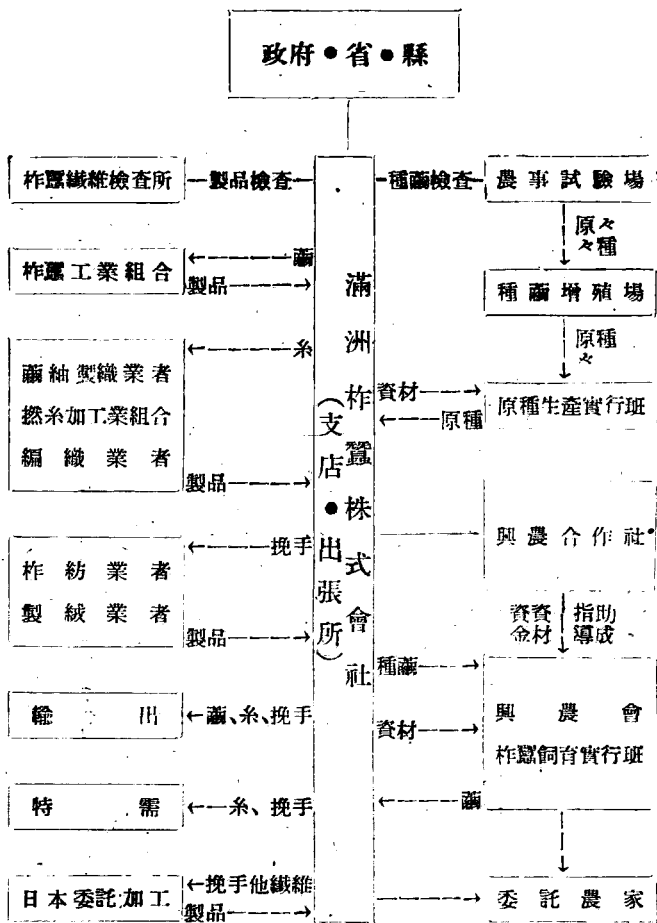 政府●省●縣
滿洲柞蠶株式會社
（支店●出張所）
柞蠶纖維檢査所
製品檢査
柞蠶工業組合
繭
製品
繭紬製織業者
撚糸加工業組合
編織業者
糸
製品
柞紡業者
製絨業者
挽手
製品
輸出
繭、糸、挽手
特需
糸、挽手
日本委託加工
挽手他纖維
製品
種繭檢査
農事試驗場
原々々種
種繭増殖場
原種々
資材
原種
原種生產實行班
興農合作社
資金
資材
指導
助成
種繭
資材
繭
興農會
柞蠶飼育實行班
委託農家